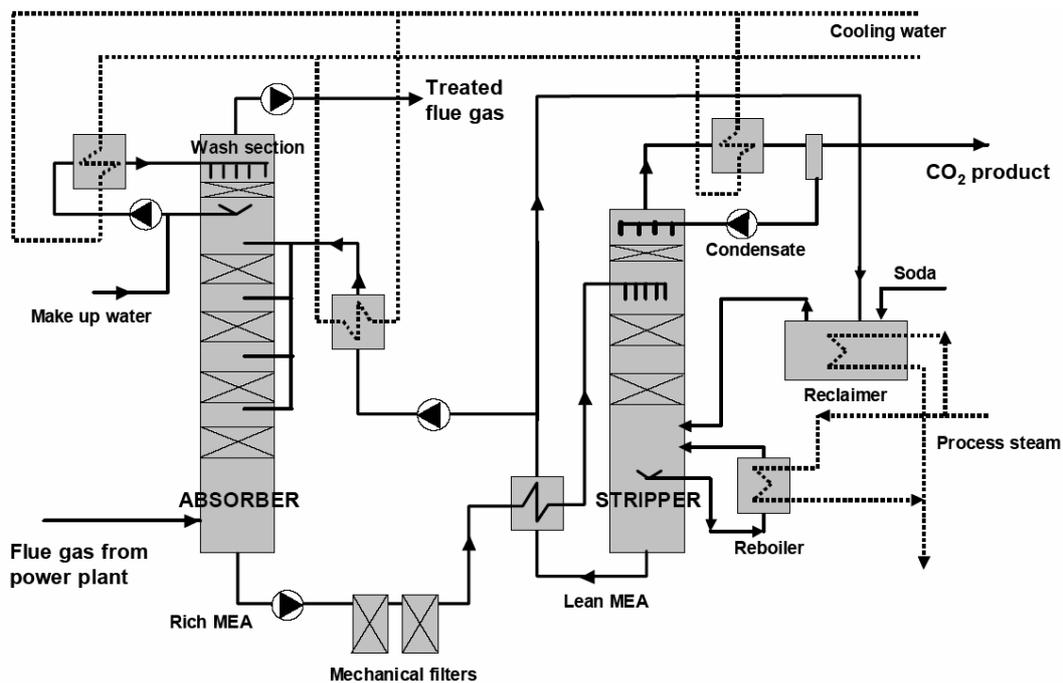 Cooling water
Treated
flue gas
Wash section
CO₂ product
Condensate
Soda
Make up water
Reclaimer
Process steam
ABSORBER
STRIPPER
Flue gas from
power plant
Reboiler
Lean MEA
Rich MEA
Mechanical filters